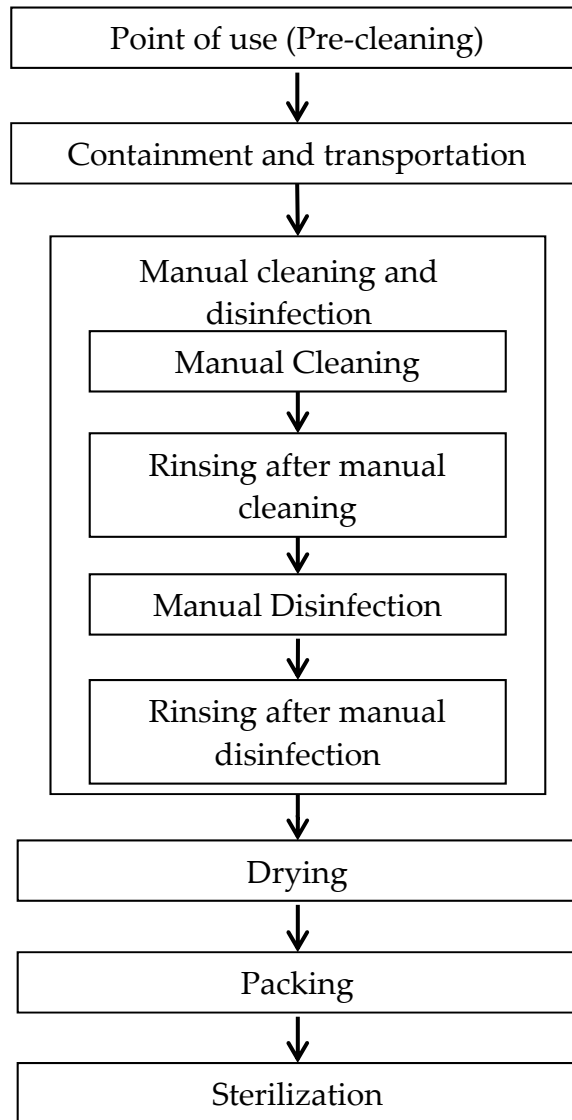 Point of use (Pre-cleaning)
Containment and transportation
Manual cleaning and
disinfection
Manual Cleaning
Rinsing after manual
cleaning
Manual Disinfection
Rinsing after manual
disinfection
Drying
Packing
Sterilization